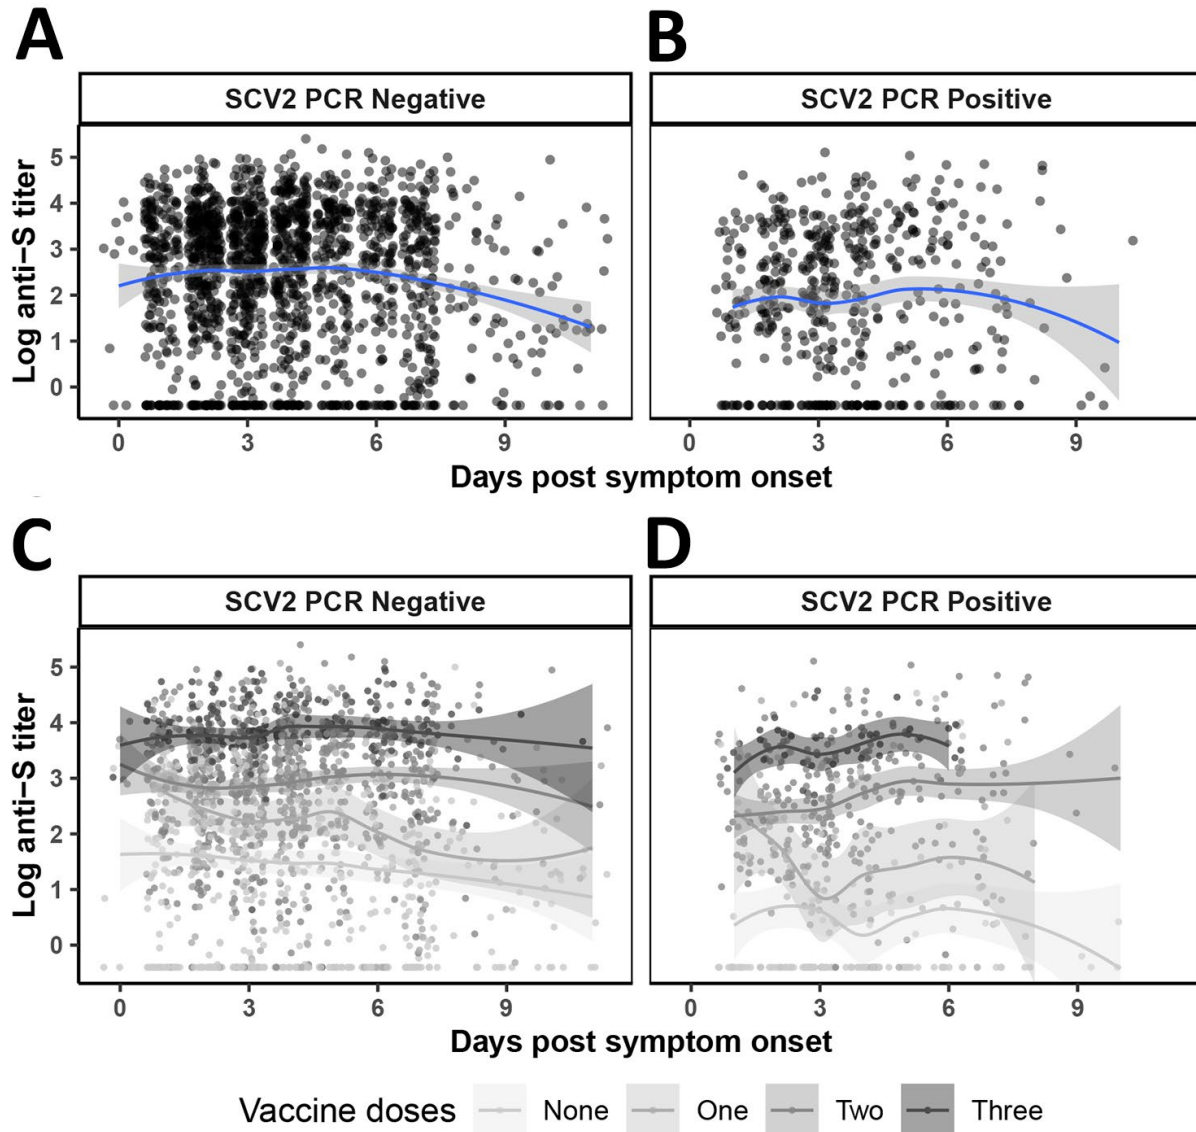 A
B
SCV2 PCR Negative
SCV2 PCR Positive
Log anti−S titer
5
4
3
2
1
0
0 3 6 9
0 3 6 9
Days post symptom onset
C
D
SCV2 PCR Negative
SCV2 PCR Positive
Log anti−S titer
5
4
3
2
1
0
0 3 6 9
0 3 6 9
Days post symptom onset
Vaccine doses None One Two Three